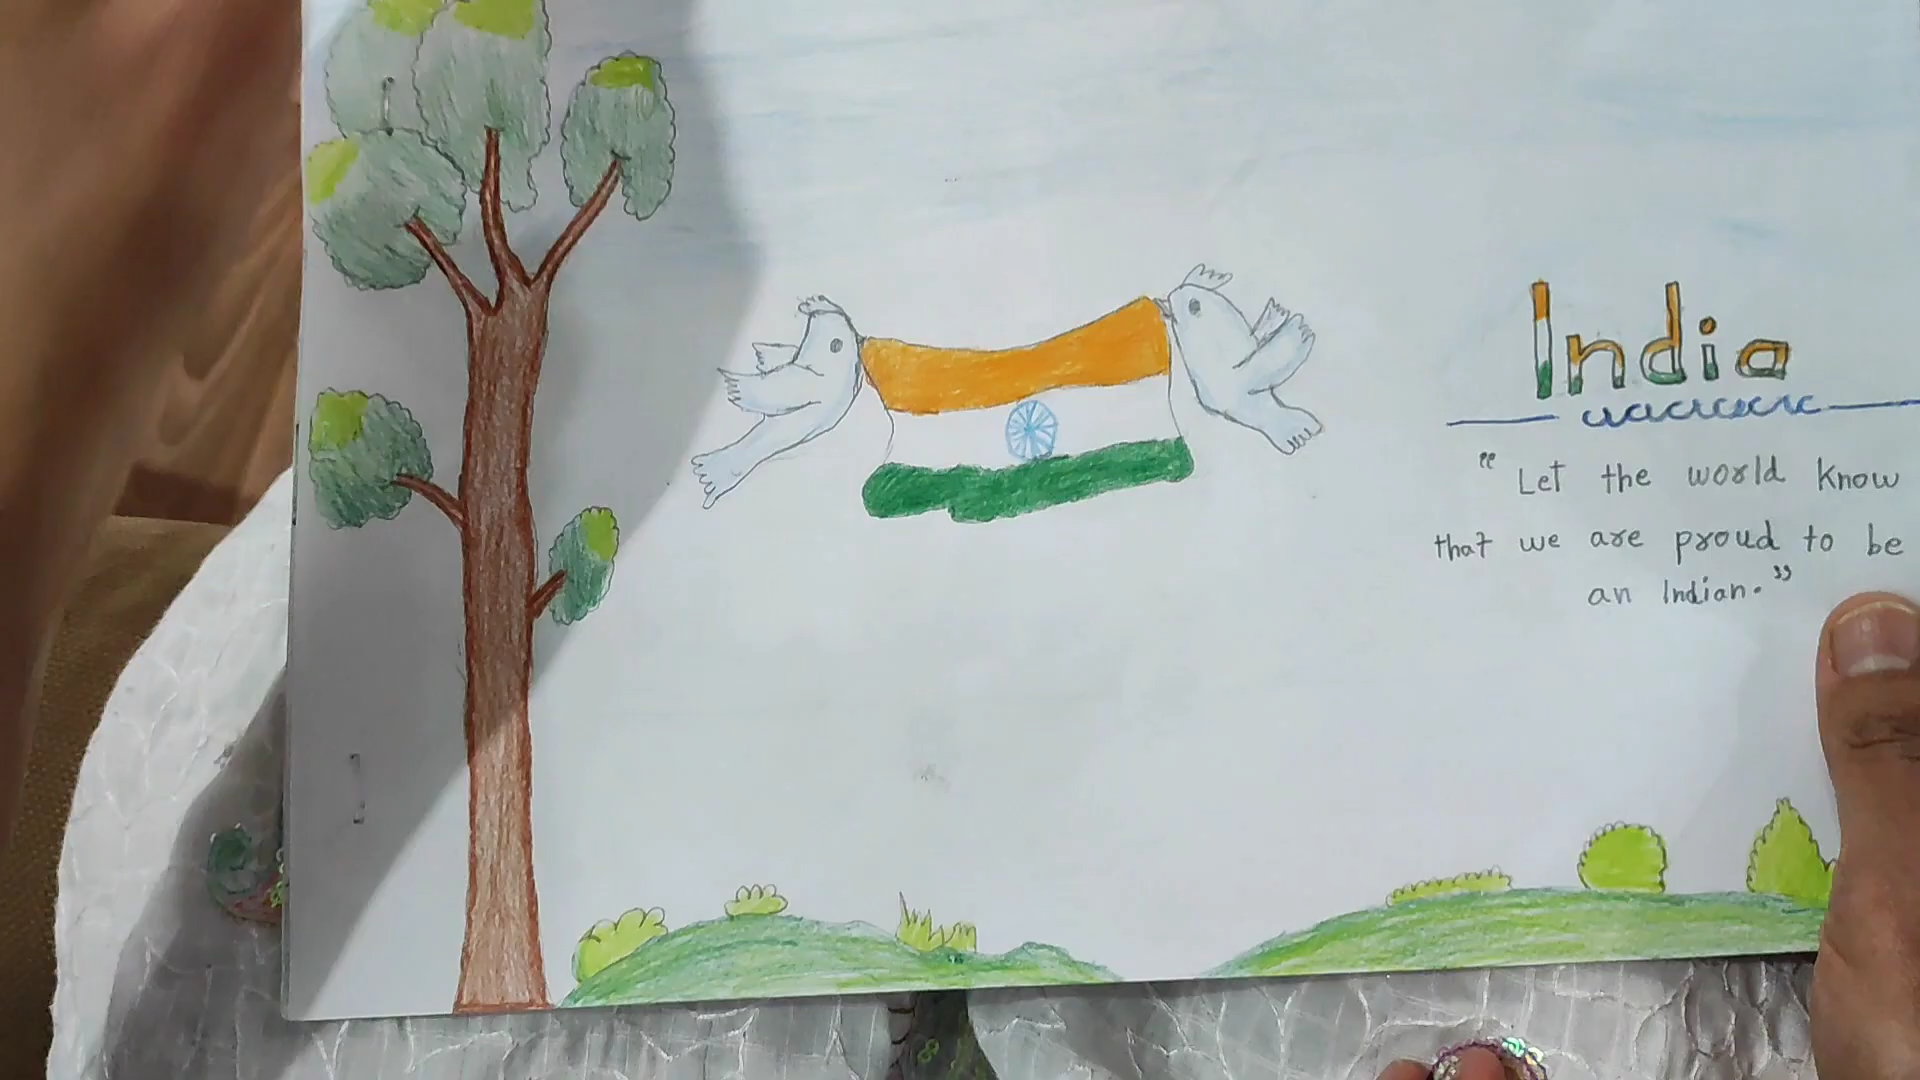 India
“ Let the world know
that we are proud to be
an Indian.”